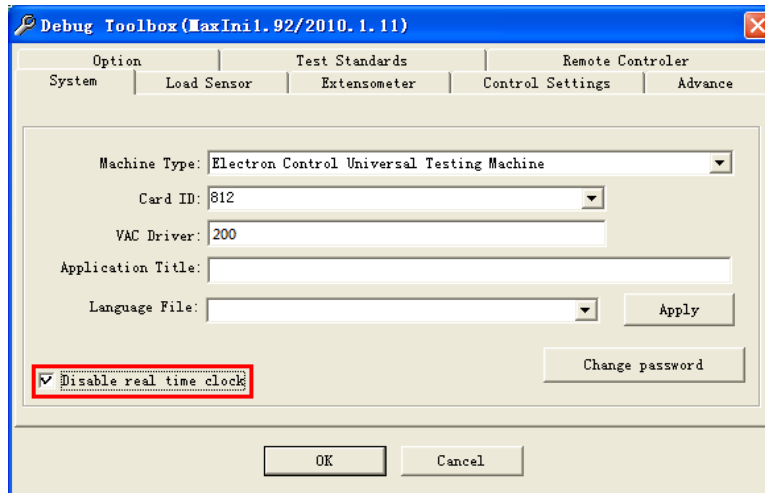 Debug Toolbox(MaxIni1.92/2010.1.11)
Option Test Standards Remote Controler
System Load Sensor Extensometer Control Settings Advance
Machine Type: Electron Control Universal Testing Machine
Card ID: 812
VAC Driver: 200
Application Title:
Language File: Apply
Change password
Disable real time clock
OK Cancel